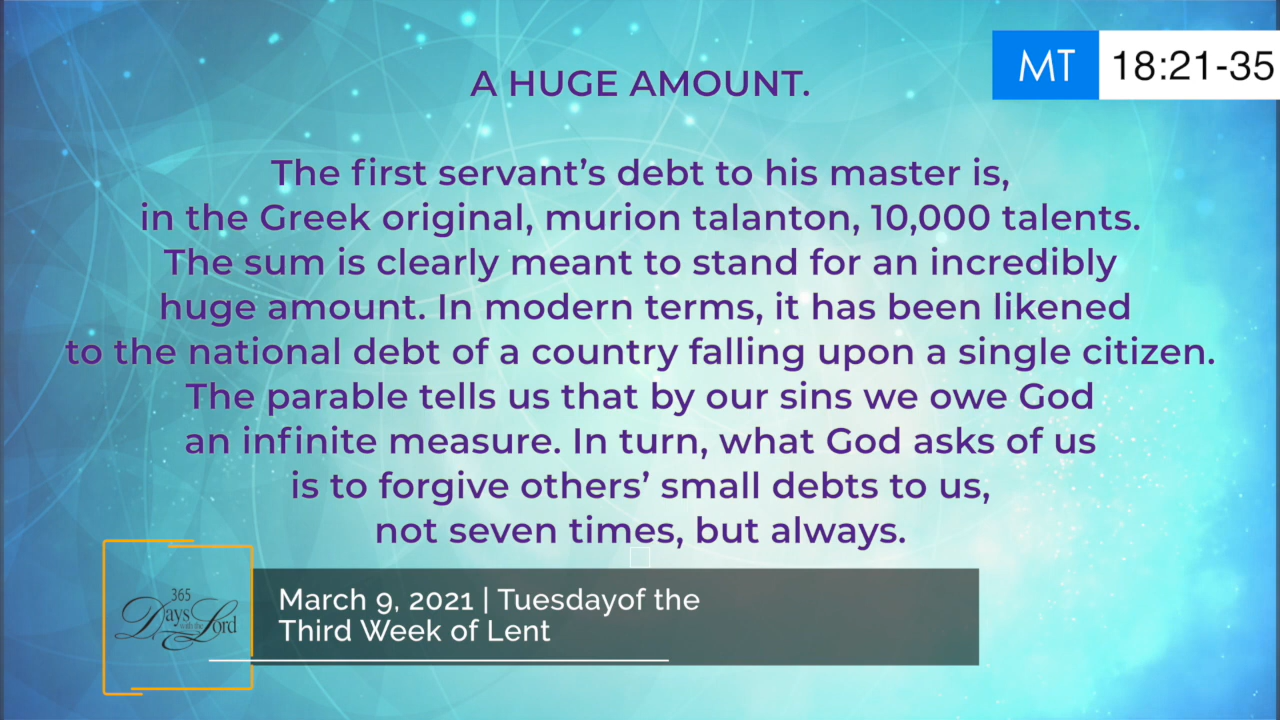 MT 18:21-35
A HUGE AMOUNT.
The first servant's debt to his master is,
in the Greek original, murion talanton, 10,000 talents.
The sum is clearly meant to stand for an incredibly
huge amount. In modern terms, it has been likened
to the national debt of a country falling upon a single citizen.
The parable tells us that by our sins we owe God
an infinite measure. In turn, what God asks of us
is to forgive others' small debts to us,
not seven times, but always.
365
Days with the Lord
March 9, 2021 | Tuesdayof the
Third Week of Lent